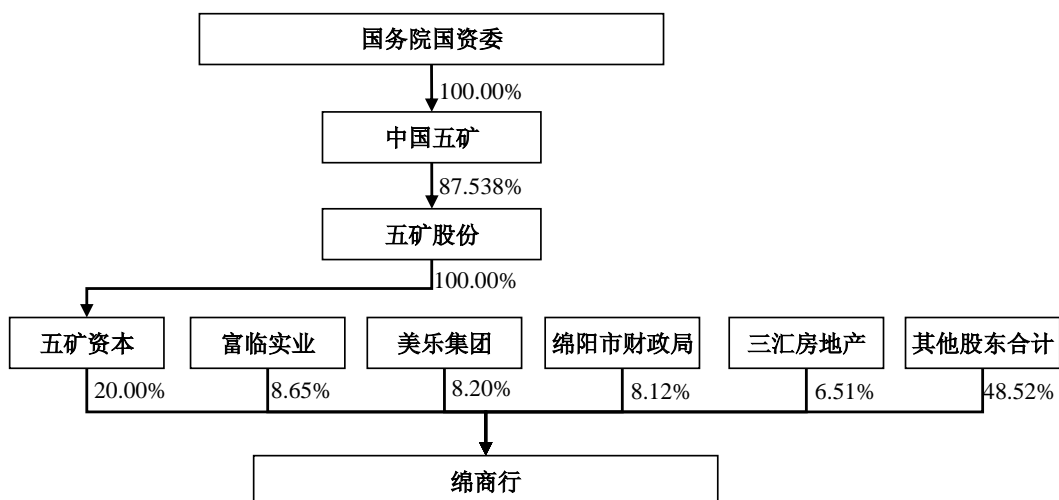 国务院国资委
100.00%
中国五矿
87.538%
五矿股份
100.00%
五矿资本
富临实业
美乐集团
绵阳市财政局
三汇房地产
其他股东合计
20.00%
8.65%
8.20%
8.12%
6.51%
48.52%
绵商行